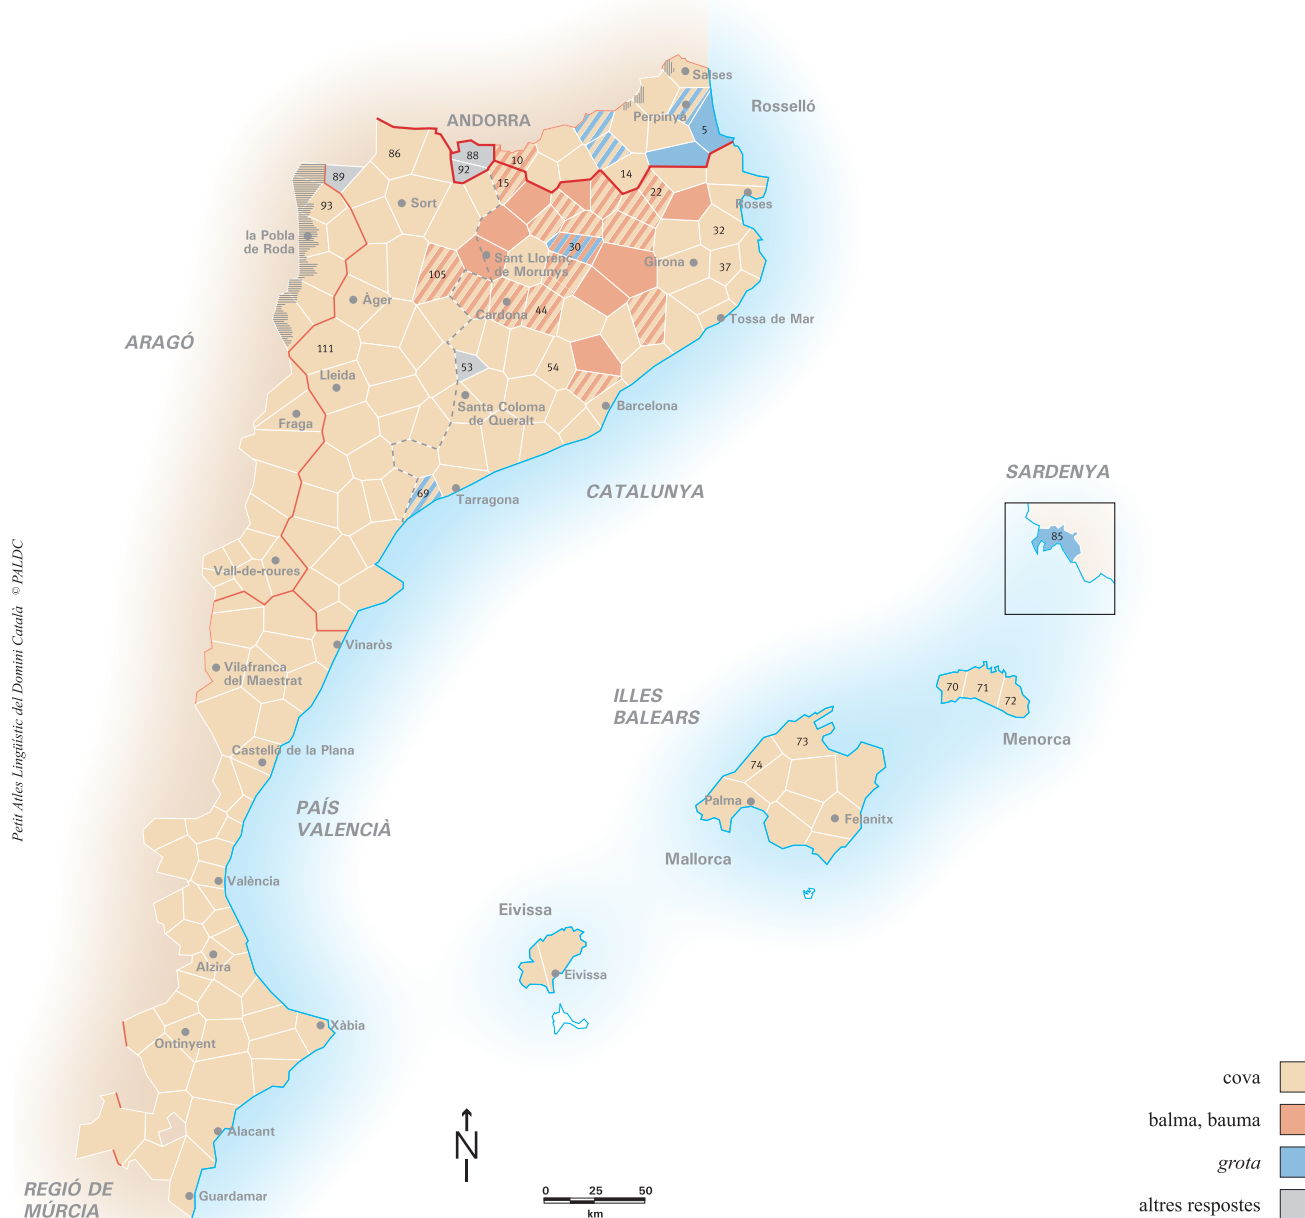 Salses
Rosselló
Perpinyà
5
ANDORRA
86
88
92
10
15
14
22
89
93
Sort
Roses
32
la Pobla
de Roda
30
Sant Llorenç
de Morunys
Girona
37
105
Àger
Cardona
44
Tossa de Mar
ARAGÓ
111
53
54
Lleida
Santa Coloma
de Queralt
Barcelona
Fraga
CATALUNYA
69
Tarragona
SARDENYA
85
Vall-de-roures
Petit Atles Lingüístic del Domini Català © PALDC
Vinaròs
Vilafranca
del Maestrat
ILLES
BALEARS
70
71
72
Menorca
73
74
Castelló de la Plana
PAÍS
VALENCIÀ
Palma
Felanitx
Mallorca
València
Eivissa
Alzira
Eivissa
Xàbia
Ontinyent
Alacant
Guardamar
REGIÓ DE
MÚRCIA
N
0 25 50
km
cova
balma, bauma
grota
altres respostes